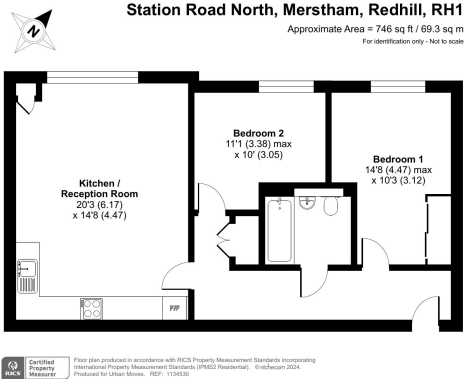 Station Road North, Merstham, Redhill, RH1
Approximate Area = 746 sq ft / 69.3 sq m
For identification only - Not to scale
N
Bedroom 2
11'1 (3.38) max
x 10' (3.05)
Bedroom 1
14'8 (4.47) max
x 10'3 (3.12)
Kitchen /
Reception Room
20'3 (6.17)
x 14'8 (4.47)
F/F
RICS
Certified
Property
Measurer
Floor plan produced in accordance with RICS Property Measurement Standards incorporating
International Property Measurement Standards (IPMS2 Residential). © nichecom 2024.
Produced for Urban Moves. REF: 1134530